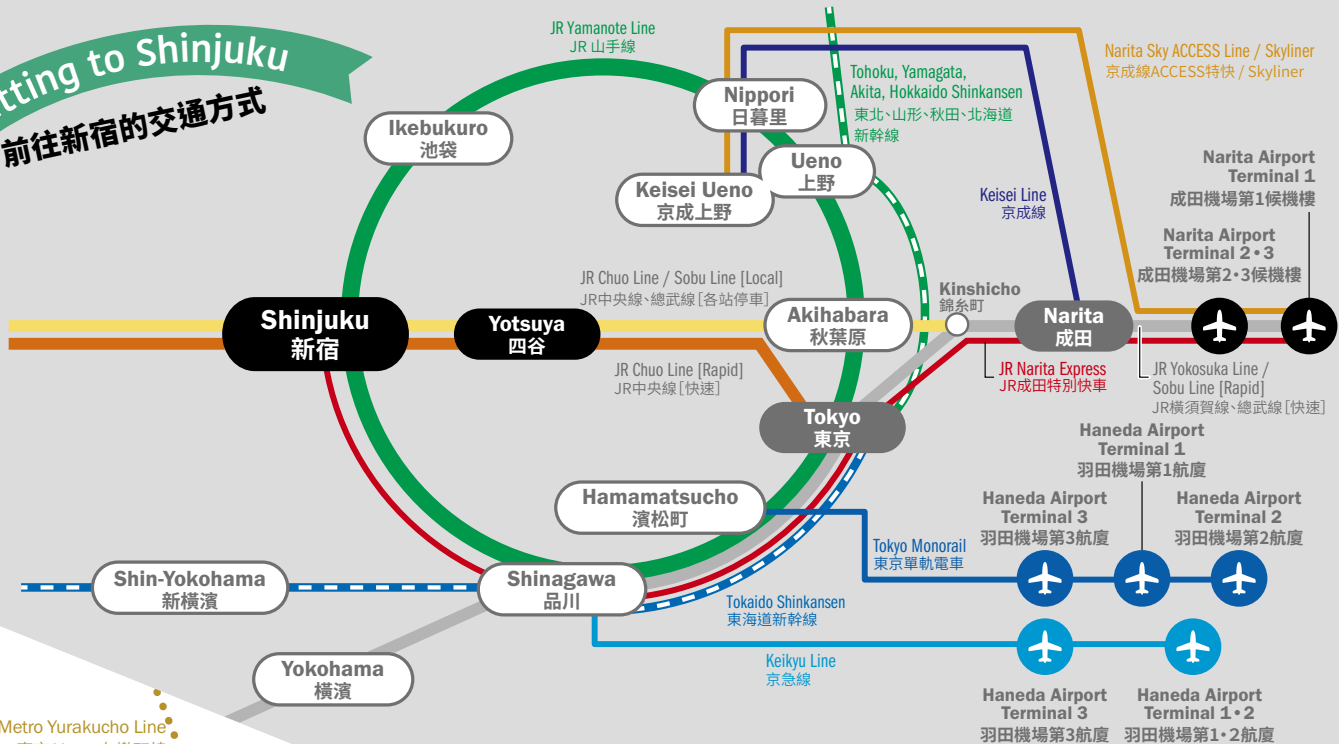 tting to Shinjuku
前往新宿的交通方式
JR Yamanote Line
JR 山手線
Ikebukuro
池袋
Nippori
日暮里
Ueno
上野
Keisei Ueno
京成上野
Tohoku, Yamagata,
Akita, Hokkaido Shinkansen
東北、山形、秋田、北海道
新幹線
Narita Sky ACCESS Line / Skyliner
京成線ACCESS特快 / Skyliner
Keisei Line
京成線
Narita Airport
Terminal 1
成田機場第1候機樓
Narita Airport
Terminal 2・3
成田機場第2・3候機樓
JR Chuo Line / Sobu Line [Local]
JR中央線、總武線［各站停車］
Kinshicho
錦糸町
Shinjuku
新宿
Yotsuya
四谷
Akihabara
秋葉原
Narita
成田
JR Chuo Line [Rapid]
JR中央線［快速］
JR Narita Express
JR成田特別快車
JR Yokosuka Line /
Sobu Line [Rapid]
JR橫須賀線、總武線［快速］
Tokyo
東京
Haneda Airport
Terminal 1
羽田機場第1航廈
Hamamatsucho
濱松町
Haneda Airport
Terminal 3
羽田機場第3航廈
Haneda Airport
Terminal 2
羽田機場第2航廈
Tokyo Monorail
東京單軌電車
Shin-Yokohama
新橫濱
Shinagawa
品川
Tokaido Shinkansen
東海道新幹線
Keikyu Line
京急線
Yokohama
橫濱
Haneda Airport
Terminal 3
羽田機場第3航廈
Haneda Airport
Terminal 1・2
羽田機場第1・2航廈
Metro Yurakucho Line